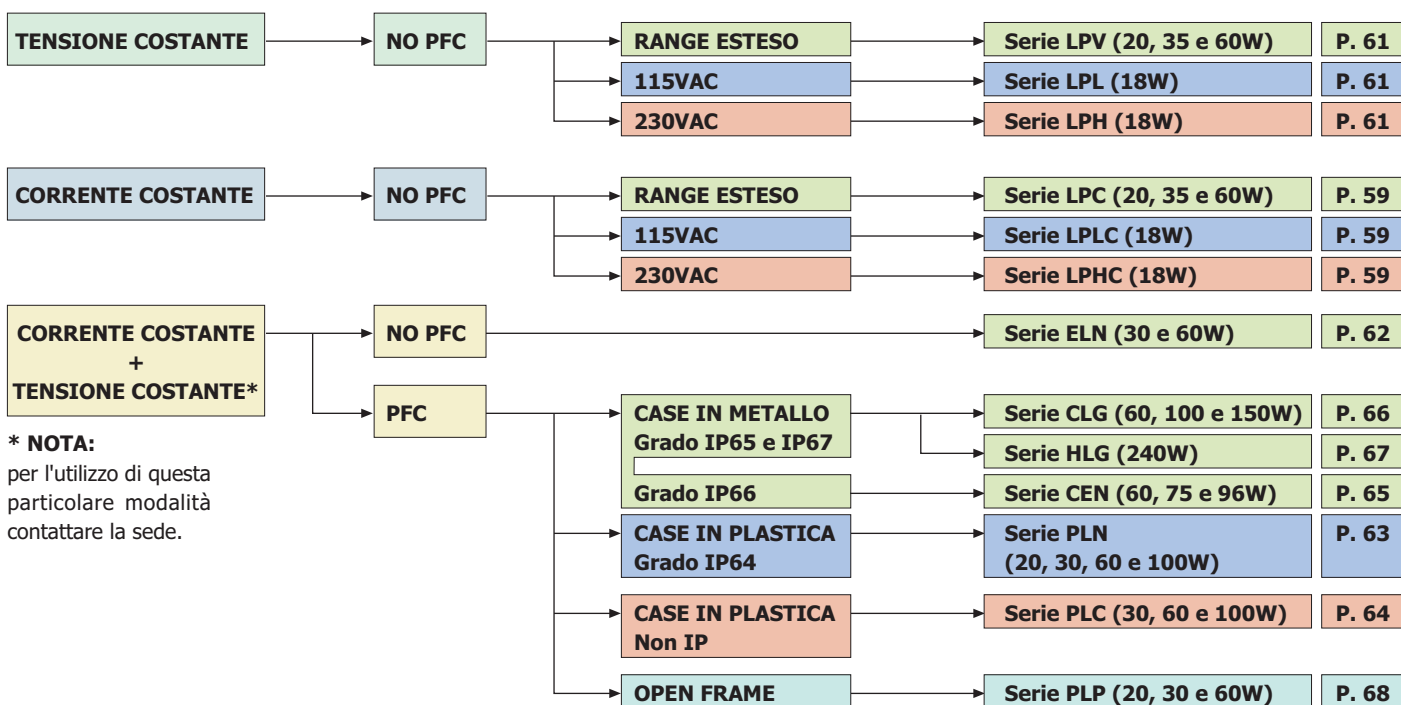 TENSIONE COSTANTE
NO PFC
RANGE ESTESO
Serie LPV (20, 35 e 60W)
P. 61
115VAC
Serie LPL (18W)
P. 61
230VAC
Serie LPH (18W)
P. 61
CORRENTE COSTANTE
NO PFC
RANGE ESTESO
Serie LPC (20, 35 e 60W)
P. 59
115VAC
Serie LPLC (18W)
P. 59
230VAC
Serie LPHC (18W)
P. 59
CORRENTE COSTANTE
+
TENSIONE COSTANTE*
NO PFC
Serie ELN (30 e 60W)
P. 62
PFC
CASE IN METALLO
Grado IP65 e IP67
Serie CLG (60, 100 e 150W)
P. 66
Serie HLG (240W)
P. 67
Grado IP66
Serie CEN (60, 75 e 96W)
P. 65
CASE IN PLASTICA
Grado IP64
Serie PLN
(20, 30, 60 e 100W)
P. 63
CASE IN PLASTICA
Non IP
Serie PLC (30, 60 e 100W)
P. 64
OPEN FRAME
Serie PLP (20, 30 e 60W)
P. 68
* NOTA:
per l'utilizzo di questa
particolare modalità
contattare la sede.